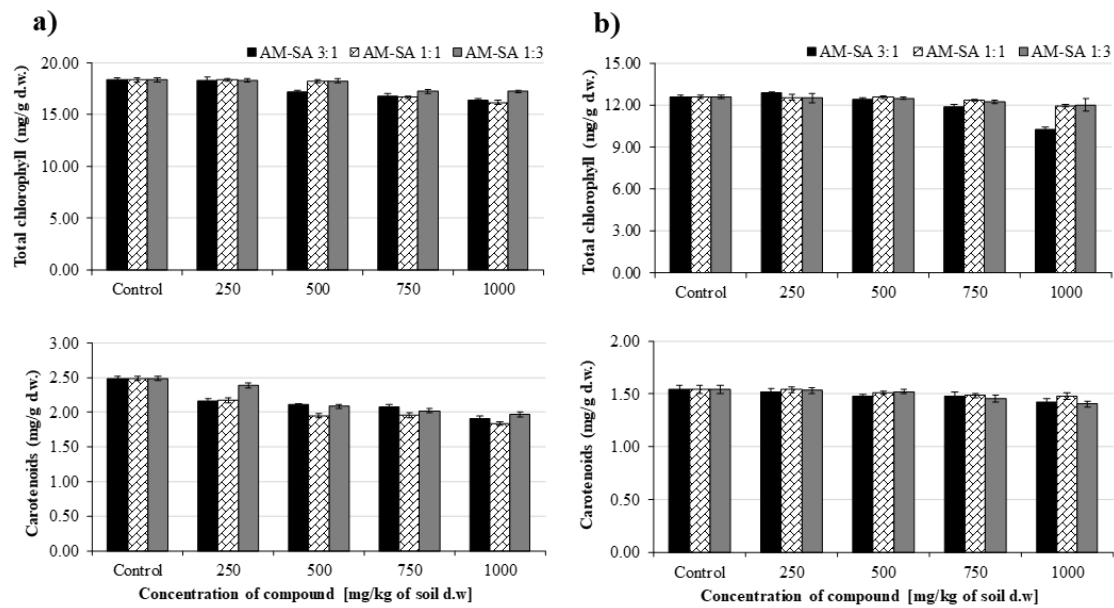 a)
AM-SA 3:1 AM-SA 1:1 AM-SA 1:3
Total chlorophyll (mg/g d.w.)
20.00
15.00
10.00
5.00
0.00
Control 250 500 750 1000
Carotenoids (mg/g d.w.)
3.00
2.50
2.00
1.50
1.00
0.50
0.00
Control 250 500 750 1000
Concentration of compound [mg/kg of soil d.w]
b)
AM-SA 3:1 AM-SA 1:1 AM-SA 1:3
Total chlorophyll (mg/g d.w.)
15.00
12.00
9.00
6.00
3.00
0.00
Control 250 500 750 1000
Carotenoids (mg/g d.w.)
2.00
1.50
1.00
0.50
0.00
Control 250 500 750 1000
Concentration of compound [mg/kg of soil d.w]